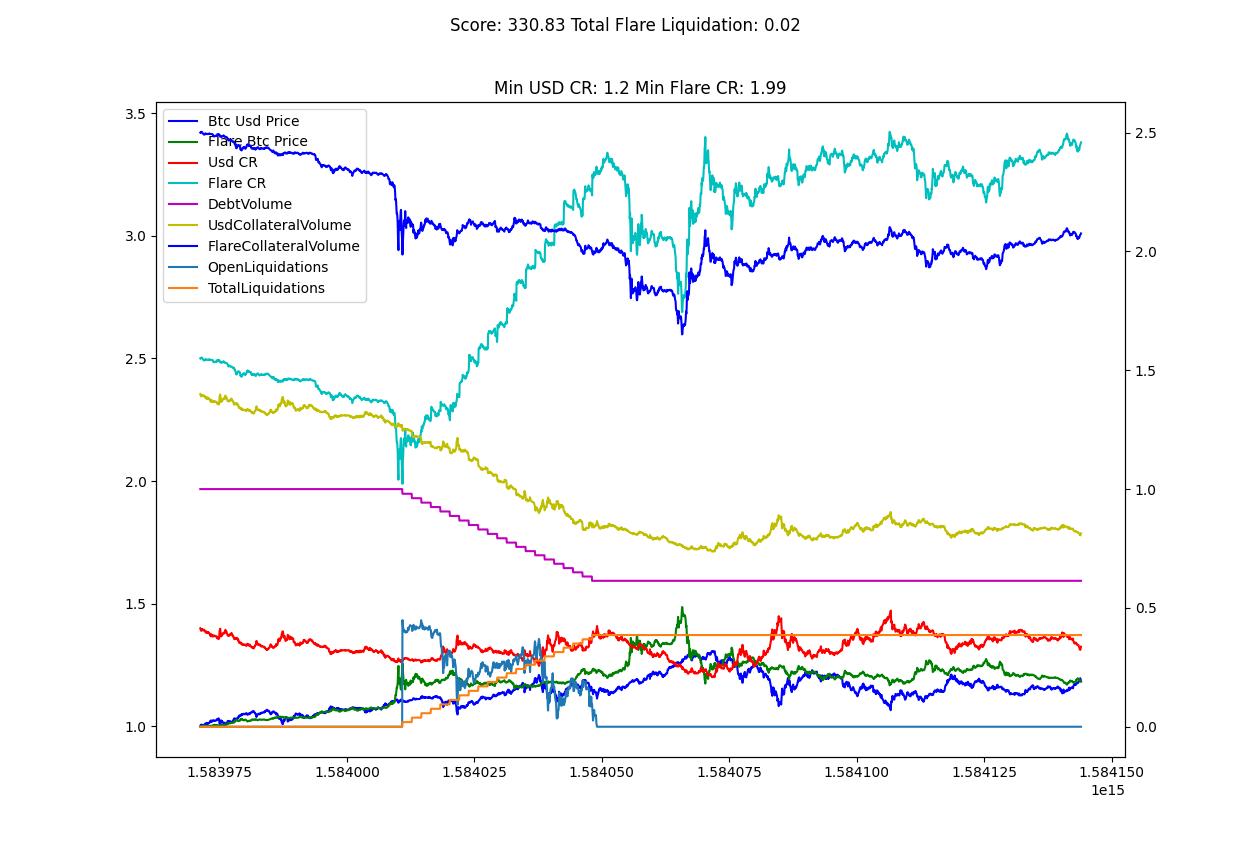 Score: 330.83 Total Flare Liquidation: 0.02
Min USD CR: 1.2 Min Flare CR: 1.99
Btc Usd Price
Flare Btc Price
Usd CR
Flare CR
DebtVolume
UsdCollateralVolume
FlareCollateralVolume
OpenLiquidations
TotalLiquidations
3.5
3.0
2.5
2.0
1.5
1.0
2.5
2.0
1.5
1.0
0.5
0.0
1.583975 1.584000 1.584025 1.584050 1.584075 1.584100 1.584125 1.584150
1e15